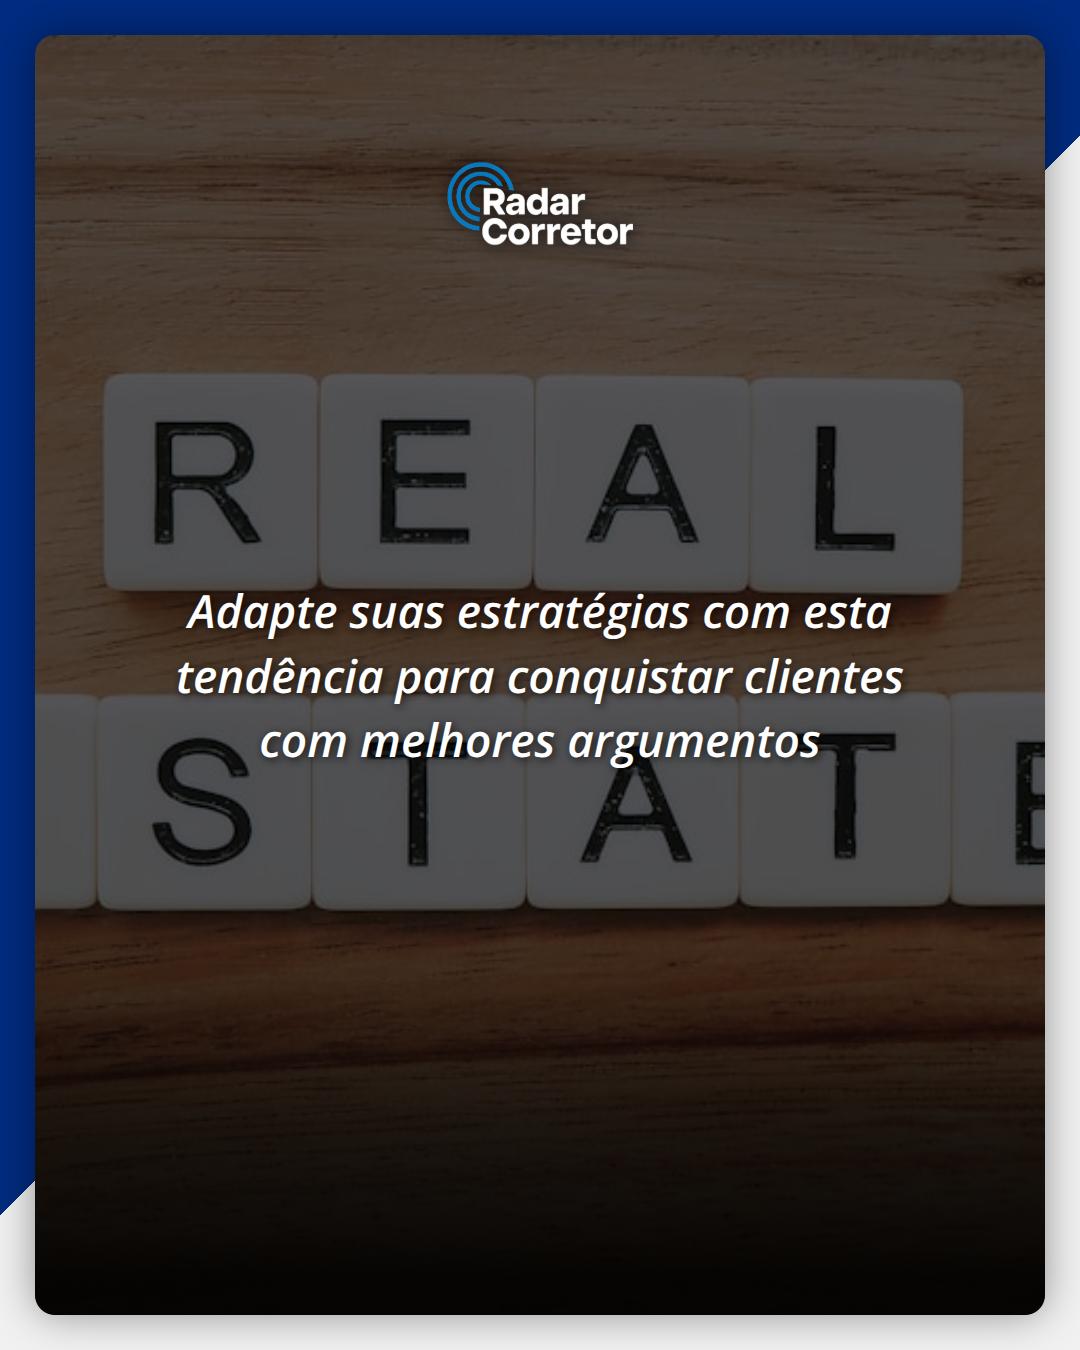 Radar
Corretor
REAL
Adapte suas estratégias com esta
tendência para conquistar clientes
com melhores argumentos
STATE